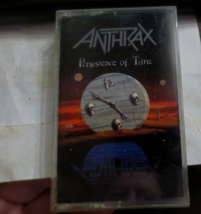 ANTHRAX
Persistence of Time